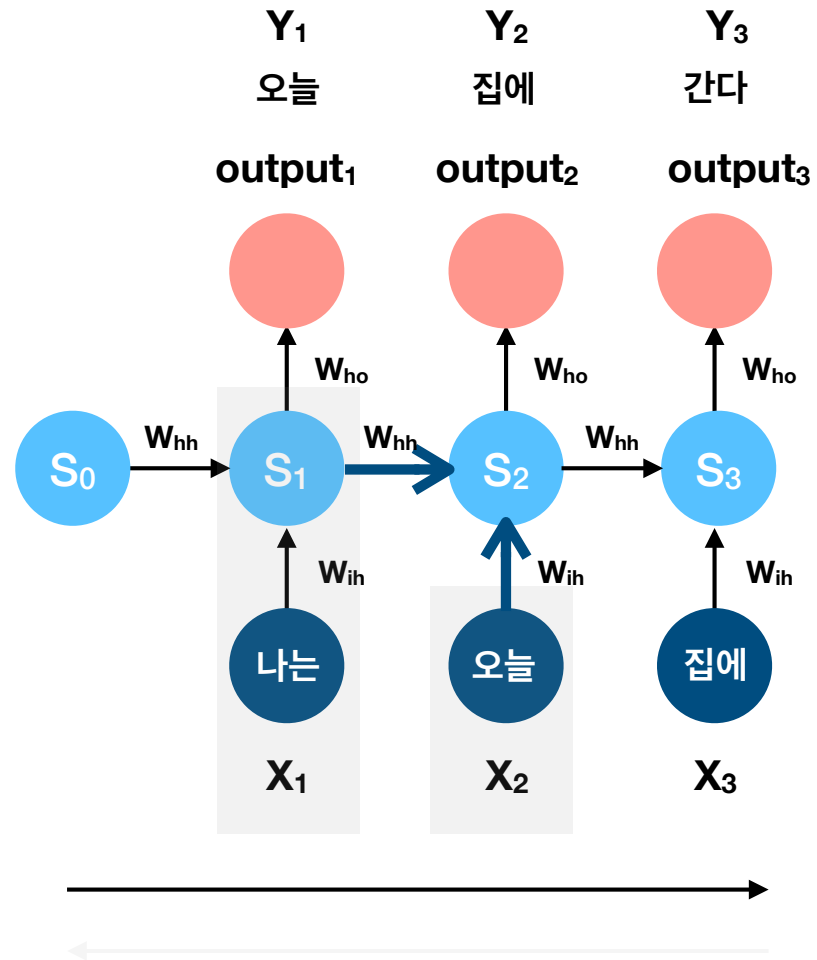 Y₁ Y₂ Y₃
오늘 집에 간다
output₁ output₂ output₃
Wₕₒ Wₕₒ Wₕₒ
Wₕₕ Wₕₕ Wₕₕ
S₀ S₁ S₂ S₃
Wᵢₕ Wᵢₕ Wᵢₕ
나는 오늘 집에
X₁ X₂ X₃